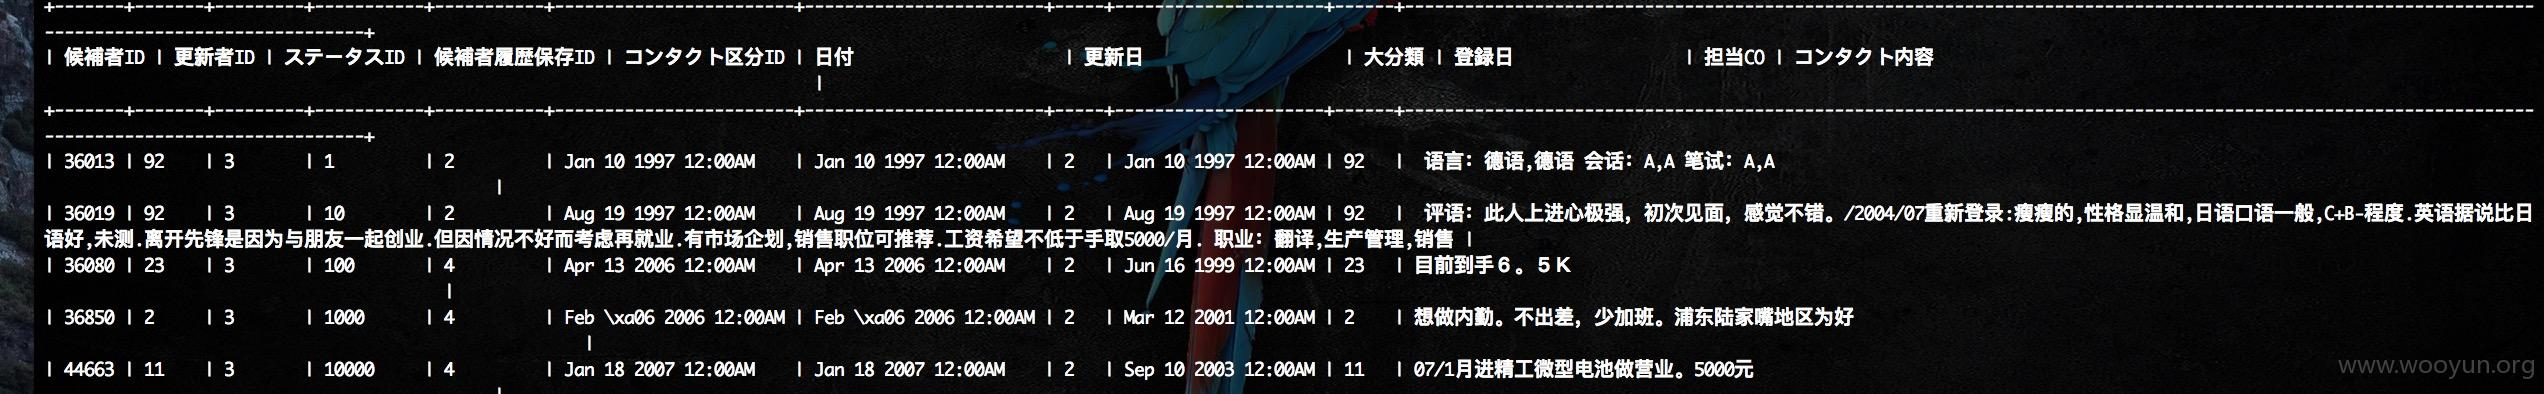 | 候補者ID | 更新者ID | ステータスID | 候補者履歴保存ID | コンタクト区分ID | 日付 | 更新日 | 大分類 | 登録日 | 担当CO | コンタクト内容
|
| 36013 | 92 | 3 | 1 | 2 | Jan 10 1997 12:00AM | Jan 10 1997 12:00AM | 2 | Jan 10 1997 12:00AM | 92 | 语言: 德语,德语 会话: A,A 笔试: A,A
|
| 36019 | 92 | 3 | 10 | 2 | Aug 19 1997 12:00AM | Aug 19 1997 12:00AM | 2 | Aug 19 1997 12:00AM | 92 | 评语: 此人上进心极强，初次见面，感觉不错。/2004/07重新登录:瘦瘦的,性格显温和,日语口语一般,C+B-程度.英语据说比日
语好,未测.离开先锋是因为与朋友一起创业.但因情况不好而考虑再就业.有市场企划,销售职位可推荐.工资希望不低于手取5000/月. 职业: 翻译,生产管理,销售 |
| 36080 | 23 | 3 | 100 | 4 | Apr 13 2006 12:00AM | Apr 13 2006 12:00AM | 2 | Jun 16 1999 12:00AM | 23 | 目前到手６。５Ｋ
|
| 36850 | 2 | 3 | 1000 | 4 | Feb \xa06 2006 12:00AM | Feb \xa06 2006 12:00AM | 2 | Mar 12 2001 12:00AM | 2 | 想做内勤。不出差，少加班。浦东陆家嘴地区为好
|
| 44663 | 11 | 3 | 10000 | 4 | Jan 18 2007 12:00AM | Jan 18 2007 12:00AM | 2 | Sep 10 2003 12:00AM | 11 | 07/1月进精工微型电池做营业。5000元
www.wooyun.org